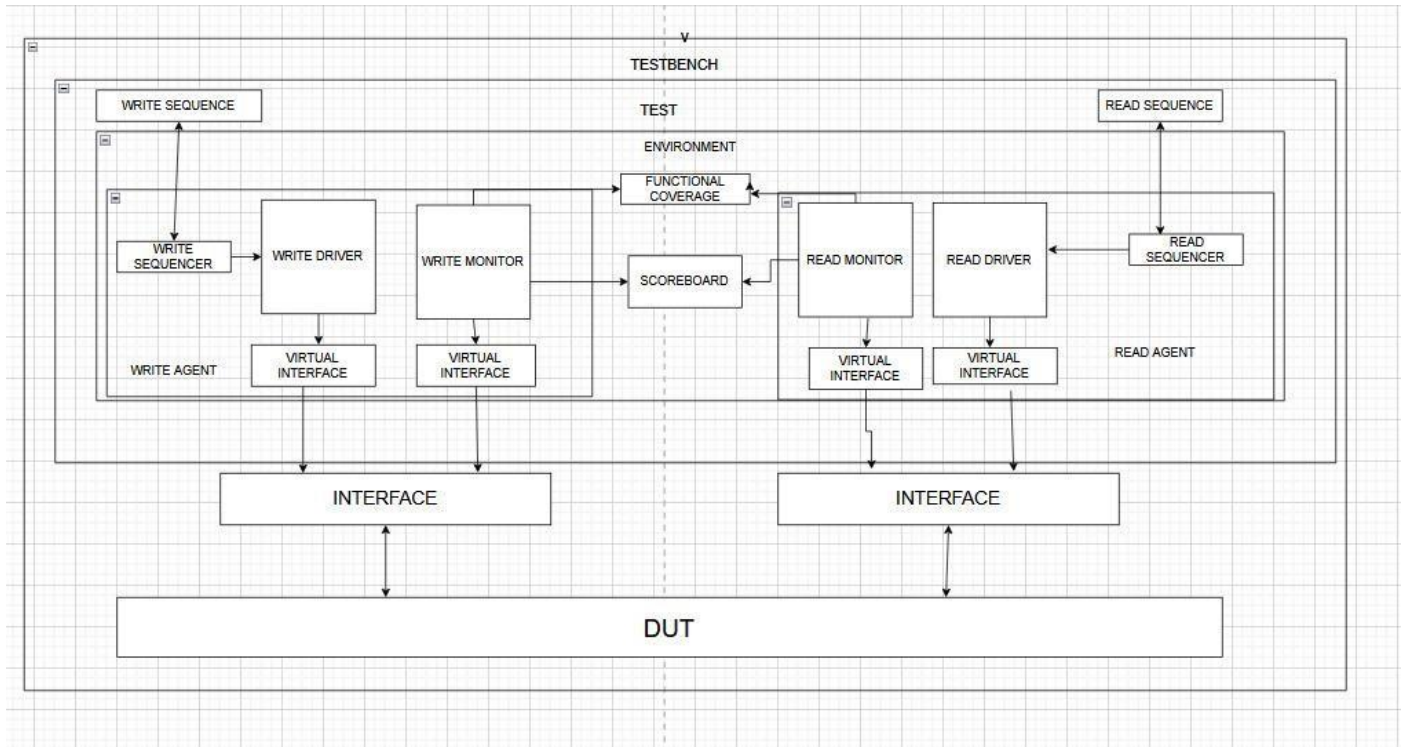 V
TESTBENCH
WRITE SEQUENCE
TEST
READ SEQUENCE
ENVIRONMENT
FUNCTIONAL
COVERAGE
WRITE
SEQUENCER
WRITE DRIVER
WRITE MONITOR
SCOREBOARD
READ MONITOR
READ DRIVER
READ
SEQUENCER
WRITE AGENT
VIRTUAL
INTERFACE
VIRTUAL
INTERFACE
VIRTUAL
INTERFACE
VIRTUAL
INTERFACE
READ AGENT
INTERFACE
INTERFACE
DUT